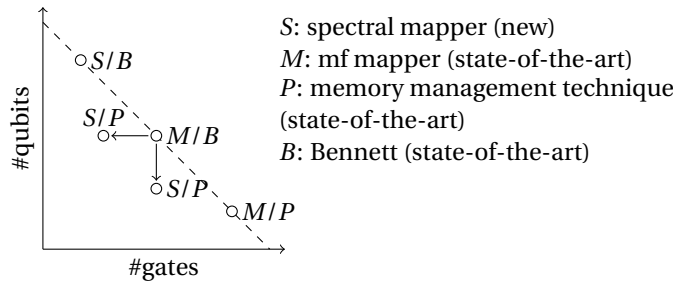 S: spectral mapper (new)
M: mf mapper (state-of-the-art)
P: memory management technique
(state-of-the-art)
B: Bennett (state-of-the-art)
#qubits
S/B
S/P
M/B
S/P
M/P
#gates